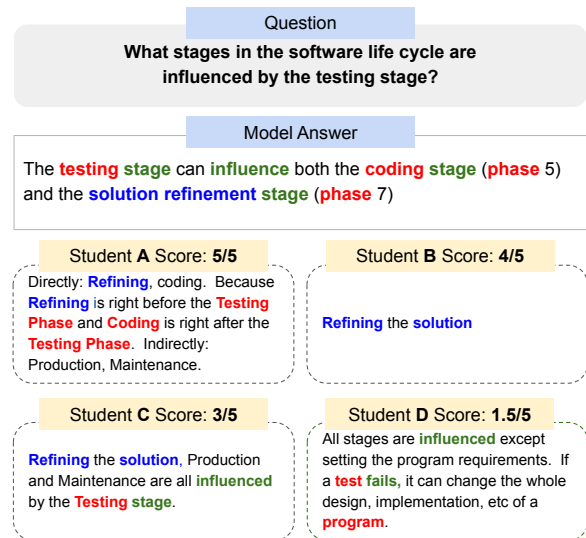 Question
What stages in the software life cycle are
influenced by the testing stage?
Model Answer
The testing stage can influence both the coding stage (phase 5)
and the solution refinement stage (phase 7)
Student A Score: 5/5
Directly: Refining, coding. Because
Refining is right before the Testing
Phase and Coding is right after the
Testing Phase. Indirectly:
Production, Maintenance.
Student B Score: 4/5
Refining the solution
Student C Score: 3/5
Refining the solution, Production
and Maintenance are all influenced
by the Testing stage.
Student D Score: 1.5/5
All stages are influenced except
setting the program requirements. If
a test fails, it can change the whole
design, implementation, etc of a
program.